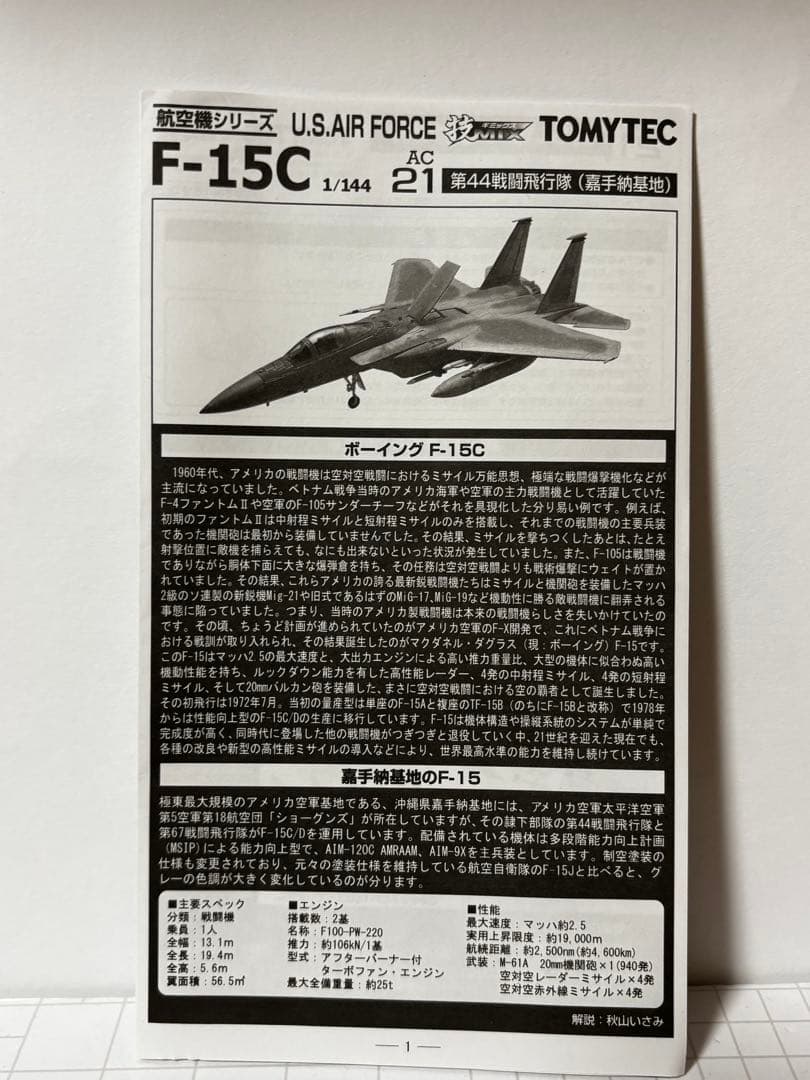 航空機シリーズ U.S.AIR FORCE 技MIX TOMYTEC
F-15C 1/144 AC 21 第44戦闘飛行隊(嘉手納基地)
ボーイング F-15C
1960年代、アメリカの戦闘機は空対空戦闘におけるミサイル万能思想、極端な戦闘爆撃機化などが
主流になっていました。ベトナム戦争当時のアメリカ海軍や空軍の主力戦闘機として活躍していた
F-4ファントムⅡや空軍のF-105サンダーチーフなどがそれを具現化した分り易い例です。例えば、
初期のファントムⅡは中射程ミサイルと短射程ミサイルのみを搭載し、それまでの戦闘機の主要兵装
であった機関砲は最初から装備していませんでした。その結果、ミサイルを撃ちつくしたあとは、たとえ
射撃位置に敵機を捕らえても、なにも出来ないといった状況が発生していました。また、F-105は戦闘機
でありながら胴体下面に大きな爆弾倉を持ち、その任務は空対空戦闘よりも戦術爆撃にウェイトが置か
れていました。その結果、これらアメリカの誇る最新鋭戦闘機たちはミサイルと機関砲を装備したマッハ
2級のソ連製の新鋭機Mig-21や旧式であるはずのMiG-17、MiG-19など機動性に勝る敵戦闘機に翻弄される
事態に陥っていました。つまり、当時のアメリカ製戦闘機は本来の戦闘機らしさを失いかけていたの
です。その頃、ちょうど計画が進められていたのがアメリカ空軍のF-X開発で、これにベトナム戦争に
おける戦訓が取り入れられ、その結果誕生したのがマクダネル・ダグラス(現：ボーイング)F-15です。
このF-15はマッハ2.5の最大速度と、大出力エンジンによる高い推力重量比、大型の機体に似合わぬ高い
機動性能を持ち、ルックダウン能力を有した高性能レーダー、4発の中射程ミサイル、4発の短射程
ミサイル、そして20mmバルカン砲を装備した、まさに空対空戦闘における空の覇者として誕生しました。
その初飛行は1972年7月。当初の量産型は単座のF-15Aと複座のTF-15B(のちにF-15Bと改称)で1978年
からは性能向上型のF-15C/Dの生産に移行しています。F-15は機体構造や操縦系統のシステムが単純で
完成度が高く、同時代に登場した他の戦闘機がつぎつぎと退役していく中、21世紀を迎えた現在でも、
各種の改良や新型の高性能ミサイルの導入などにより、世界最高水準の能力を維持し続けています。
嘉手納基地のF-15
極東最大規模のアメリカ空軍基地である、沖縄県嘉手納基地には、アメリカ空軍太平洋空軍
第5空軍第18航空団「ショーグンズ」が所在していますが、その隷下部隊の第44戦闘飛行隊と
第67戦闘飛行隊がF-15C/Dを運用しています。配備されている機体は多段階能力向上計画
(MSIP)による能力向上型で、AIM-120C AMRAAM、AIM-9Xを主兵装としています。制空塗装の
仕様も変更されており、元々の塗装仕様を維持している航空自衛隊のF-15Jと比べると、グ
レーの色調が大きく変化しているのが分ります。
■主要スペック
分類：戦闘機
乗員：1人
全幅：13.1m
全長：19.4m
全高：5.6m
翼面積：56.5㎡
■エンジン
搭載数：2基
名称：F100-PW-220
推力：約106kN/1基
型式：アフターバーナー付
ターボファン・エンジン
最大全備重量：約25t
■性能
最大速度：マッハ約2.5
実用上昇限度：約19,000m
航続距離：約2,500nm(約4,600km)
武装：M-61A 20mm機関砲×1(940発)
空対空レーダーミサイル×4発
空対空赤外線ミサイル×4発
解説：秋山いさみ
— 1 —